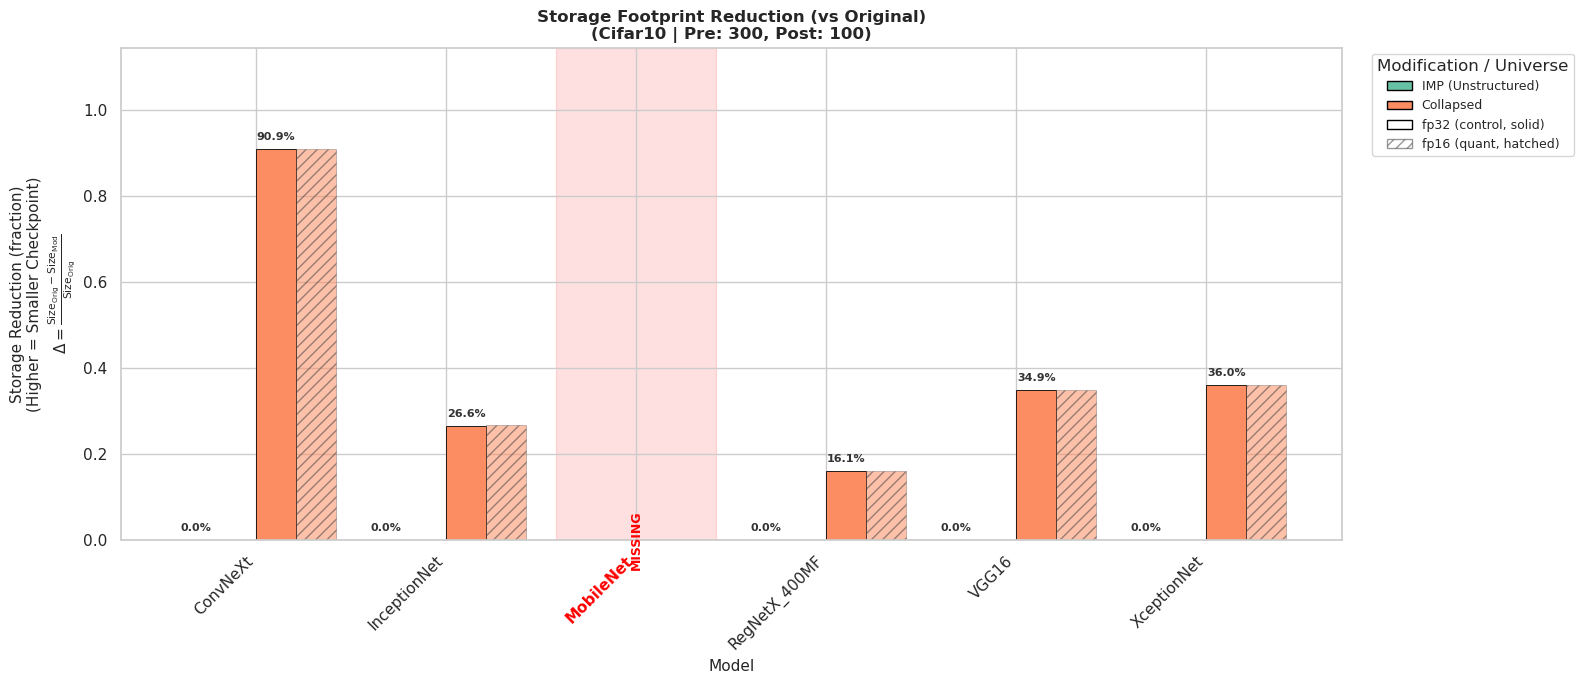 Storage Footprint Reduction (vs Original)
(Cifar10 | Pre: 300, Post: 100)
Storage Reduction (fraction)
(Higher = Smaller Checkpoint)
Δ = (Size_Orig − Size_Mod) / Size_Orig
1.0
0.8
0.6
0.4
0.2
0.0
0.0%
90.9%
0.0%
26.6%
MISSING
0.0%
16.1%
0.0%
34.9%
0.0%
36.0%
ConvNeXt
InceptionNet
MobileNet
RegNetX_400MF
VGG16
XceptionNet
Model
Modification / Universe
IMP (Unstructured)
Collapsed
fp32 (control, solid)
fp16 (quant, hatched)